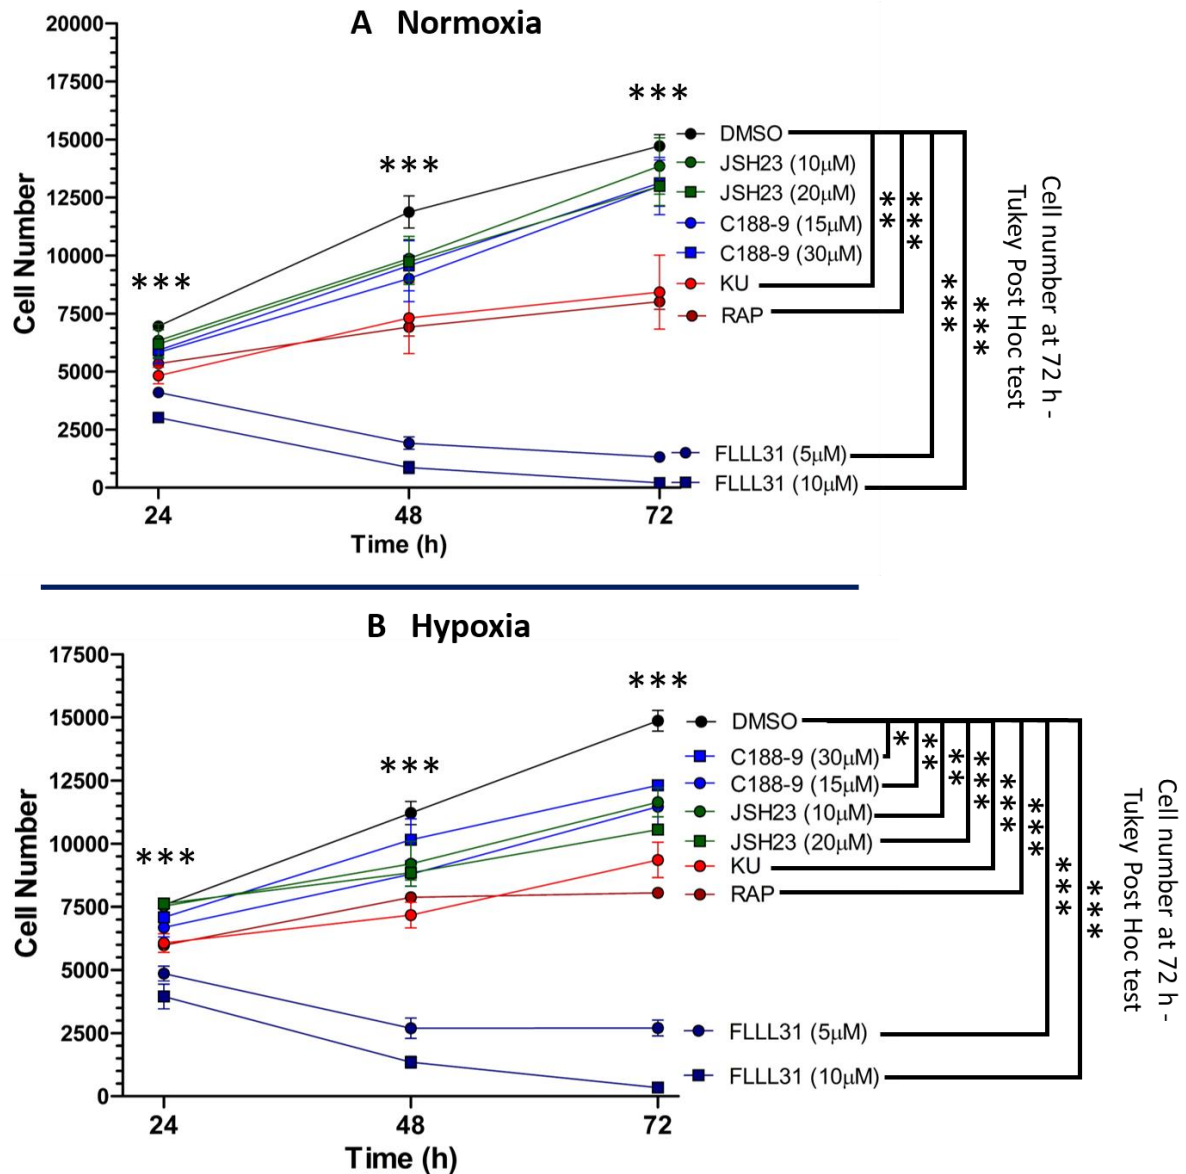 A Normoxia
20000
17500
15000
12500
10000
7500
5000
2500
0
Cell Number
24
48
72
Time (h)
***
***
***
DMSO
JSH23 (10μM)
JSH23 (20μM)
C188-9 (15μM)
C188-9 (30μM)
KU
RAP
FLLL31 (5μM)
FLLL31 (10μM)
**
***
***
***
Cell number at 72 h -
Tukey Post Hoc test
B Hypoxia
17500
15000
12500
10000
7500
5000
2500
0
Cell Number
24
48
72
Time (h)
***
***
***
DMSO
C188-9 (30μM)
C188-9 (15μM)
JSH23 (10μM)
JSH23 (20μM)
KU
RAP
FLLL31 (5μM)
FLLL31 (10μM)
*
**
**
***
***
***
***
***
Cell number at 72 h -
Tukey Post Hoc test